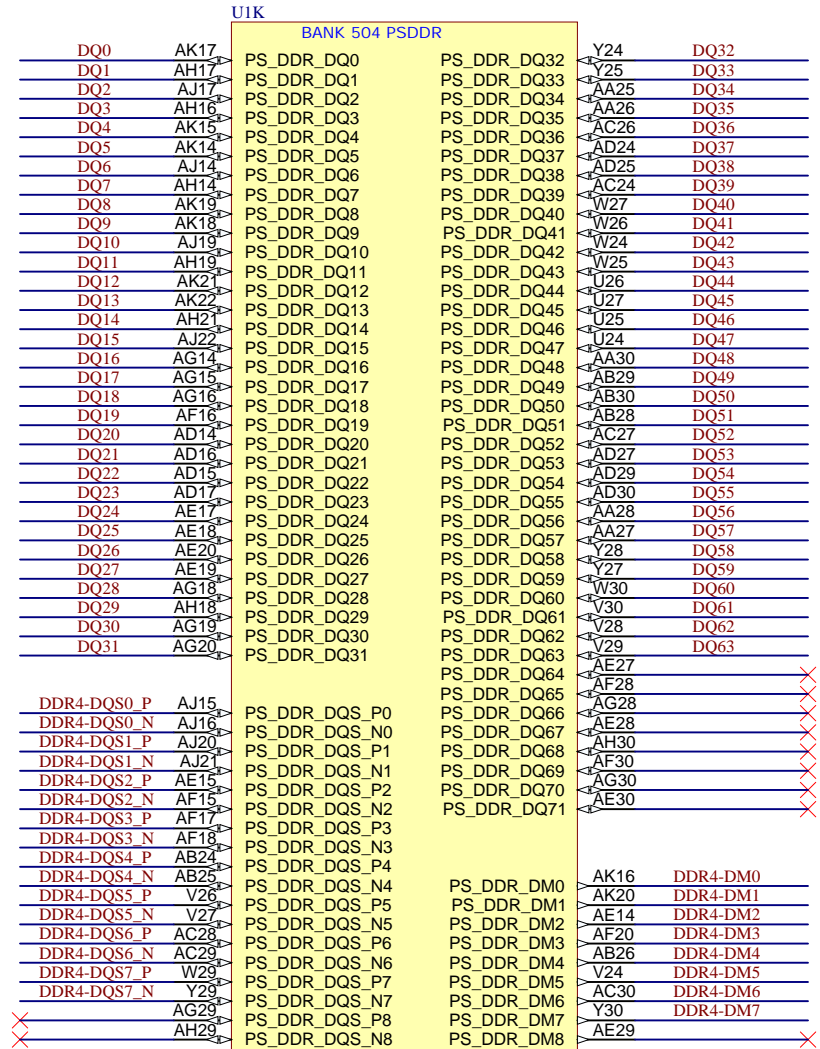 U1K
BANK 504 PSDDR
DQ0 AK17 PS_DDR_DQ0 PS_DDR_DQ32 Y24 DQ32
DQ1 AH17 PS_DDR_DQ1 PS_DDR_DQ33 Y25 DQ33
DQ2 AJ17 PS_DDR_DQ2 PS_DDR_DQ34 AA25 DQ34
DQ3 AH16 PS_DDR_DQ3 PS_DDR_DQ35 AA26 DQ35
DQ4 AK15 PS_DDR_DQ4 PS_DDR_DQ36 AC26 DQ36
DQ5 AK14 PS_DDR_DQ5 PS_DDR_DQ37 AD24 DQ37
DQ6 AJ14 PS_DDR_DQ6 PS_DDR_DQ38 AD25 DQ38
DQ7 AH14 PS_DDR_DQ7 PS_DDR_DQ39 AC24 DQ39
DQ8 AK19 PS_DDR_DQ8 PS_DDR_DQ40 W27 DQ40
DQ9 AK18 PS_DDR_DQ9 PS_DDR_DQ41 W26 DQ41
DQ10 AJ19 PS_DDR_DQ10 PS_DDR_DQ42 W24 DQ42
DQ11 AH19 PS_DDR_DQ11 PS_DDR_DQ43 W25 DQ43
DQ12 AK21 PS_DDR_DQ12 PS_DDR_DQ44 U26 DQ44
DQ13 AK22 PS_DDR_DQ13 PS_DDR_DQ45 U27 DQ45
DQ14 AH21 PS_DDR_DQ14 PS_DDR_DQ46 U25 DQ46
DQ15 AJ22 PS_DDR_DQ15 PS_DDR_DQ47 U24 DQ47
DQ16 AG14 PS_DDR_DQ16 PS_DDR_DQ48 AA30 DQ48
DQ17 AG15 PS_DDR_DQ17 PS_DDR_DQ49 AB29 DQ49
DQ18 AG16 PS_DDR_DQ18 PS_DDR_DQ50 AB30 DQ50
DQ19 AF16 PS_DDR_DQ19 PS_DDR_DQ51 AB28 DQ51
DQ20 AD14 PS_DDR_DQ20 PS_DDR_DQ52 AC27 DQ52
DQ21 AD16 PS_DDR_DQ21 PS_DDR_DQ53 AD27 DQ53
DQ22 AD15 PS_DDR_DQ22 PS_DDR_DQ54 AD29 DQ54
DQ23 AD17 PS_DDR_DQ23 PS_DDR_DQ55 AD30 DQ55
DQ24 AE17 PS_DDR_DQ24 PS_DDR_DQ56 AA28 DQ56
DQ25 AE18 PS_DDR_DQ25 PS_DDR_DQ57 AA27 DQ57
DQ26 AE20 PS_DDR_DQ26 PS_DDR_DQ58 Y28 DQ58
DQ27 AE19 PS_DDR_DQ27 PS_DDR_DQ59 Y27 DQ59
DQ28 AG18 PS_DDR_DQ28 PS_DDR_DQ60 W30 DQ60
DQ29 AH18 PS_DDR_DQ29 PS_DDR_DQ61 V30 DQ61
DQ30 AG19 PS_DDR_DQ30 PS_DDR_DQ62 V28 DQ62
DQ31 AG20 PS_DDR_DQ31 PS_DDR_DQ63 V29 DQ63
PS_DDR_DQ64 AE27
PS_DDR_DQ65 AF28
DDR4-DQS0_P AJ15 PS_DDR_DQS_P0 PS_DDR_DQ66 AG28
DDR4-DQS0_N AJ16 PS_DDR_DQS_N0 PS_DDR_DQ67 AE28
DDR4-DQS1_P AJ20 PS_DDR_DQS_P1 PS_DDR_DQ68 AH30
DDR4-DQS1_N AJ21 PS_DDR_DQS_N1 PS_DDR_DQ69 AF30
DDR4-DQS2_P AE15 PS_DDR_DQS_P2 PS_DDR_DQ70 AG30
DDR4-DQS2_N AF15 PS_DDR_DQS_N2 PS_DDR_DQ71 AE30
DDR4-DQS3_P AF17 PS_DDR_DQS_P3
DDR4-DQS3_N AF18 PS_DDR_DQS_N3
DDR4-DQS4_P AB24 PS_DDR_DQS_P4
DDR4-DQS4_N AB25 PS_DDR_DQS_N4 PS_DDR_DM0 AK16 DDR4-DM0
DDR4-DQS5_P V26 PS_DDR_DQS_P5 PS_DDR_DM1 AK20 DDR4-DM1
DDR4-DQS5_N V27 PS_DDR_DQS_N5 PS_DDR_DM2 AE14 DDR4-DM2
DDR4-DQS6_P AC28 PS_DDR_DQS_P6 PS_DDR_DM3 AF20 DDR4-DM3
DDR4-DQS6_N AC29 PS_DDR_DQS_N6 PS_DDR_DM4 AB26 DDR4-DM4
DDR4-DQS7_P W29 PS_DDR_DQS_P7 PS_DDR_DM5 V24 DDR4-DM5
DDR4-DQS7_N Y29 PS_DDR_DQS_N7 PS_DDR_DM6 AC30 DDR4-DM6
AG29 PS_DDR_DQS_P8 PS_DDR_DM7 Y30 DDR4-DM7
AH29 PS_DDR_DQS_N8 PS_DDR_DM8 AE29